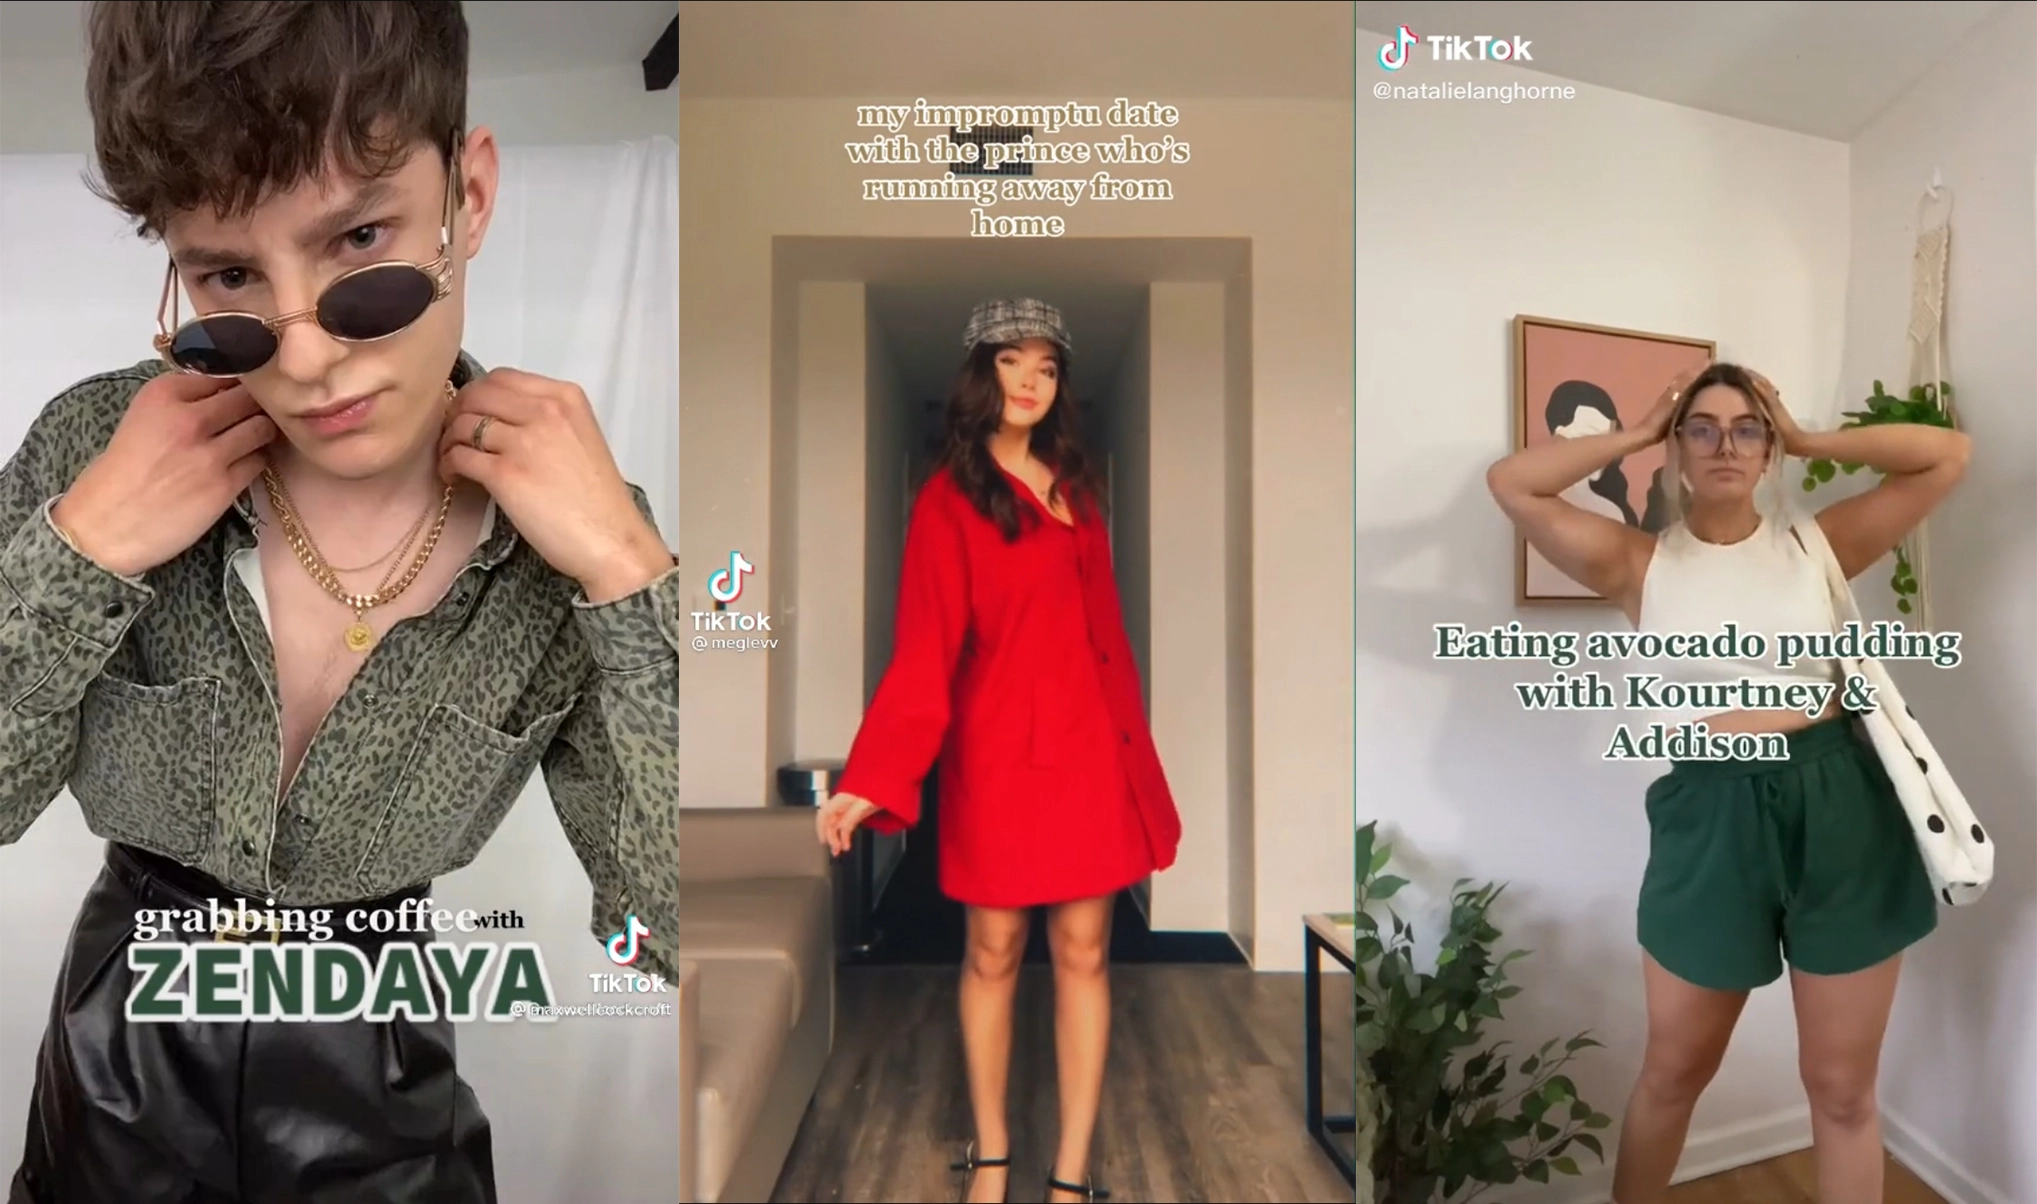 grabbing coffee with
ZENDAYA
TikTok
my impromptu date
with the prince who's
running away from
home
TikTok
@meglevv
TikTok
@natalielanghorne
Eating avocado pudding
with Kourtney &
Addison